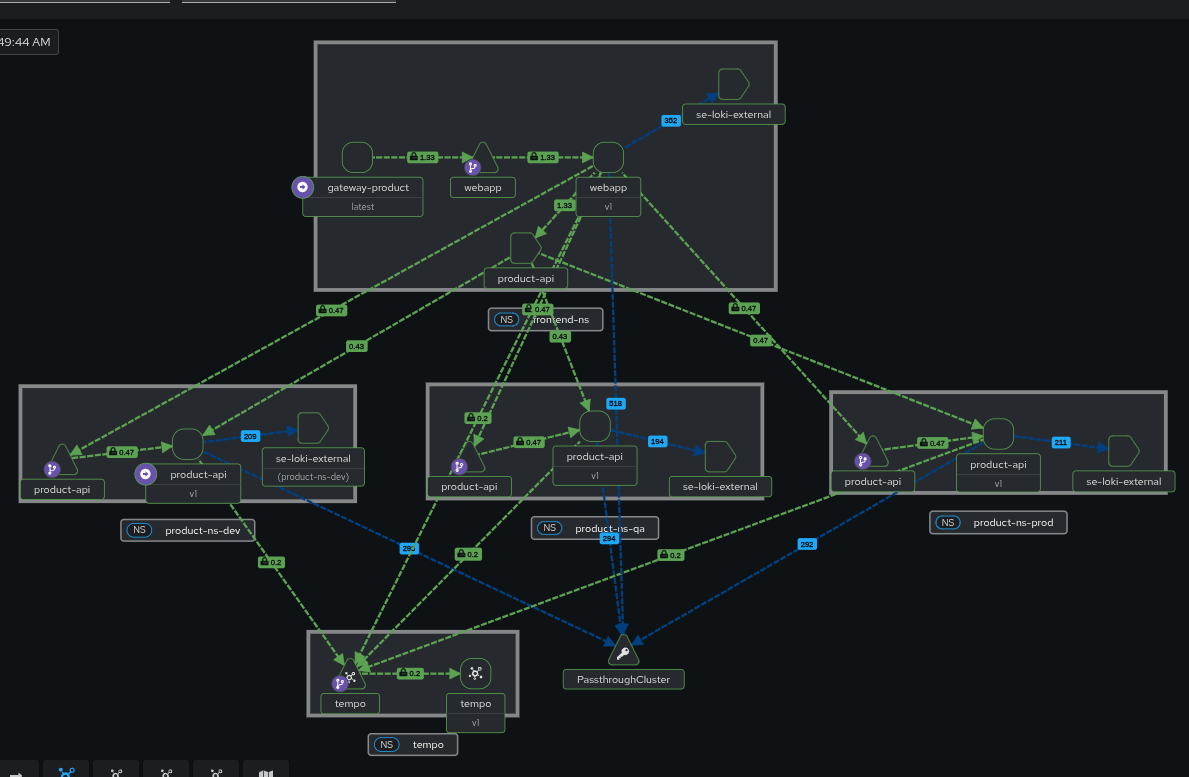 49:44 AM
se-loki-external
352
1.33
1.33
gateway-product
latest
webapp
webapp
v1
1.33
product-api
0.47
0.47
NS frontend-ns
0.47
0.43
0.43
0.47
518
0.2
209
0.47
product-api
product-api
v1
se-loki-external
(product-ns-dev)
NS product-ns-dev
0.47
194
product-api
product-api
v1
se-loki-external
NS product-ns-qa
294
0.47
211
product-api
product-api
v1
se-loki-external
NS product-ns-prod
0.2
0.2
0.2
292
0.2
tempo
tempo
v1
NS tempo
PassthroughCluster